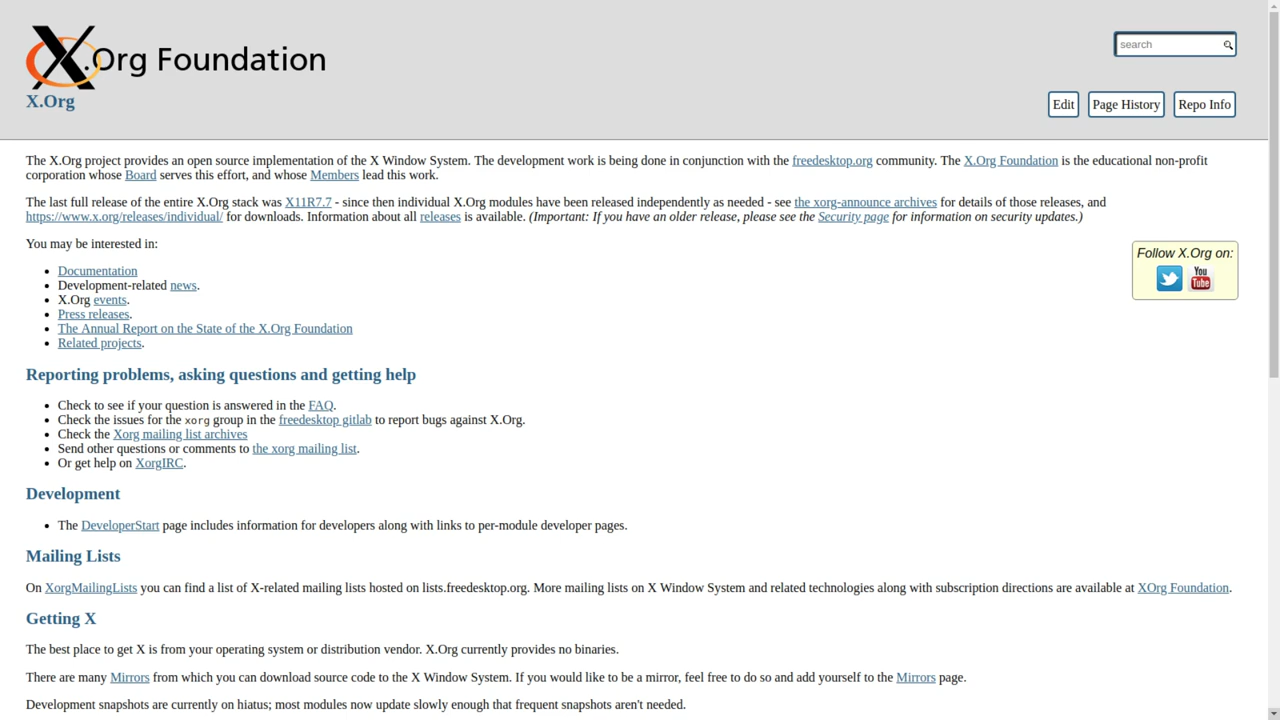 X.Org Foundation
X.Org
search
Edit
Page History
Repo Info
The X.Org project provides an open source implementation of the X Window System. The development work is being done in conjunction with the freedesktop.org community. The X.Org Foundation is the educational non-profit
corporation whose Board serves this effort, and whose Members lead this work.
The last full release of the entire X.Org stack was X11R7.7 - since then individual X.Org modules have been released independently as needed - see the xorg-announce archives for details of those releases, and
https://www.x.org/releases/individual/ for downloads. Information about all releases is available. (Important: If you have an older release, please see the Security page for information on security updates.)
You may be interested in:
Follow X.Org on:
You
Tube
Documentation
Development-related news.
X.Org events.
Press releases.
The Annual Report on the State of the X.Org Foundation
Related projects.
Reporting problems, asking questions and getting help
Check to see if your question is answered in the FAQ.
Check the issues for the xorg group in the freedesktop gitlab to report bugs against X.Org.
Check the Xorg mailing list archives
Send other questions or comments to the xorg mailing list.
Or get help on XorgIRC.
Development
The DeveloperStart page includes information for developers along with links to per-module developer pages.
Mailing Lists
On XorgMailingLists you can find a list of X-related mailing lists hosted on lists.freedesktop.org. More mailing lists on X Window System and related technologies along with subscription directions are available at XOrg Foundation.
Getting X
The best place to get X is from your operating system or distribution vendor. X.Org currently provides no binaries.
There are many Mirrors from which you can download source code to the X Window System. If you would like to be a mirror, feel free to do so and add yourself to the Mirrors page.
Development snapshots are currently on hiatus; most modules now update slowly enough that frequent snapshots aren't needed.